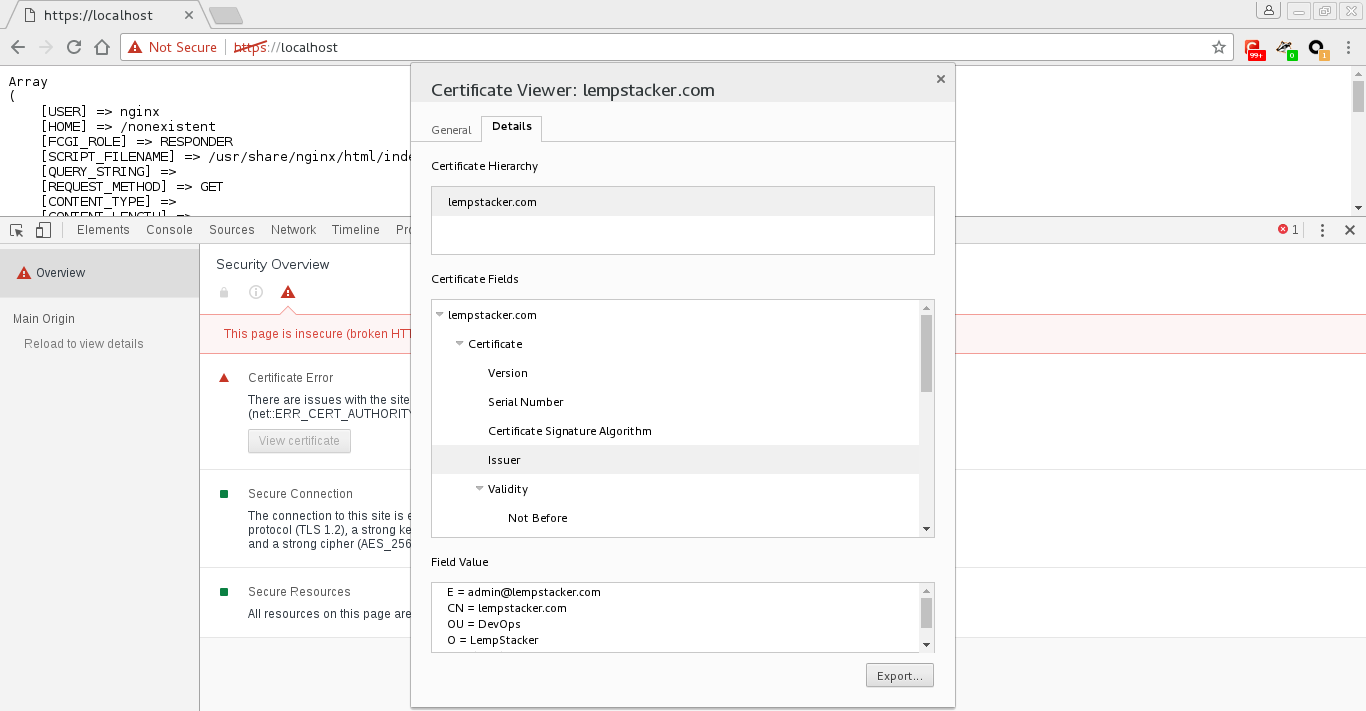 https://localhost
Not Secure https://localhost
99+ 0 1
Array
(
[USER] => nginx
[HOME] => /nonexistent
[FCGI_ROLE] => RESPONDER
[SCRIPT_FILENAME] => /usr/share/nginx/html/inde
[QUERY_STRING] =>
[REQUEST_METHOD] => GET
[CONTENT_TYPE] =>
[CONTENT_LENGTH] =>
Elements Console Sources Network Timeline Pro
1
Overview
Main Origin
Reload to view details
Security Overview
This page is insecure (broken HTT
Certificate Error
There are issues with the site
(net::ERR_CERT_AUTHORITY
View certificate
Secure Connection
The connection to this site is e
protocol (TLS 1.2), a strong ke
and a strong cipher (AES_256
Secure Resources
All resources on this page are
Certificate Viewer: lempstacker.com
General Details
Certificate Hierarchy
lempstacker.com
Certificate Fields
lempstacker.com
Certificate
Version
Serial Number
Certificate Signature Algorithm
Issuer
Validity
Not Before
Field Value
E = admin@lempstacker.com
CN = lempstacker.com
OU = DevOps
O = LempStacker
Export...